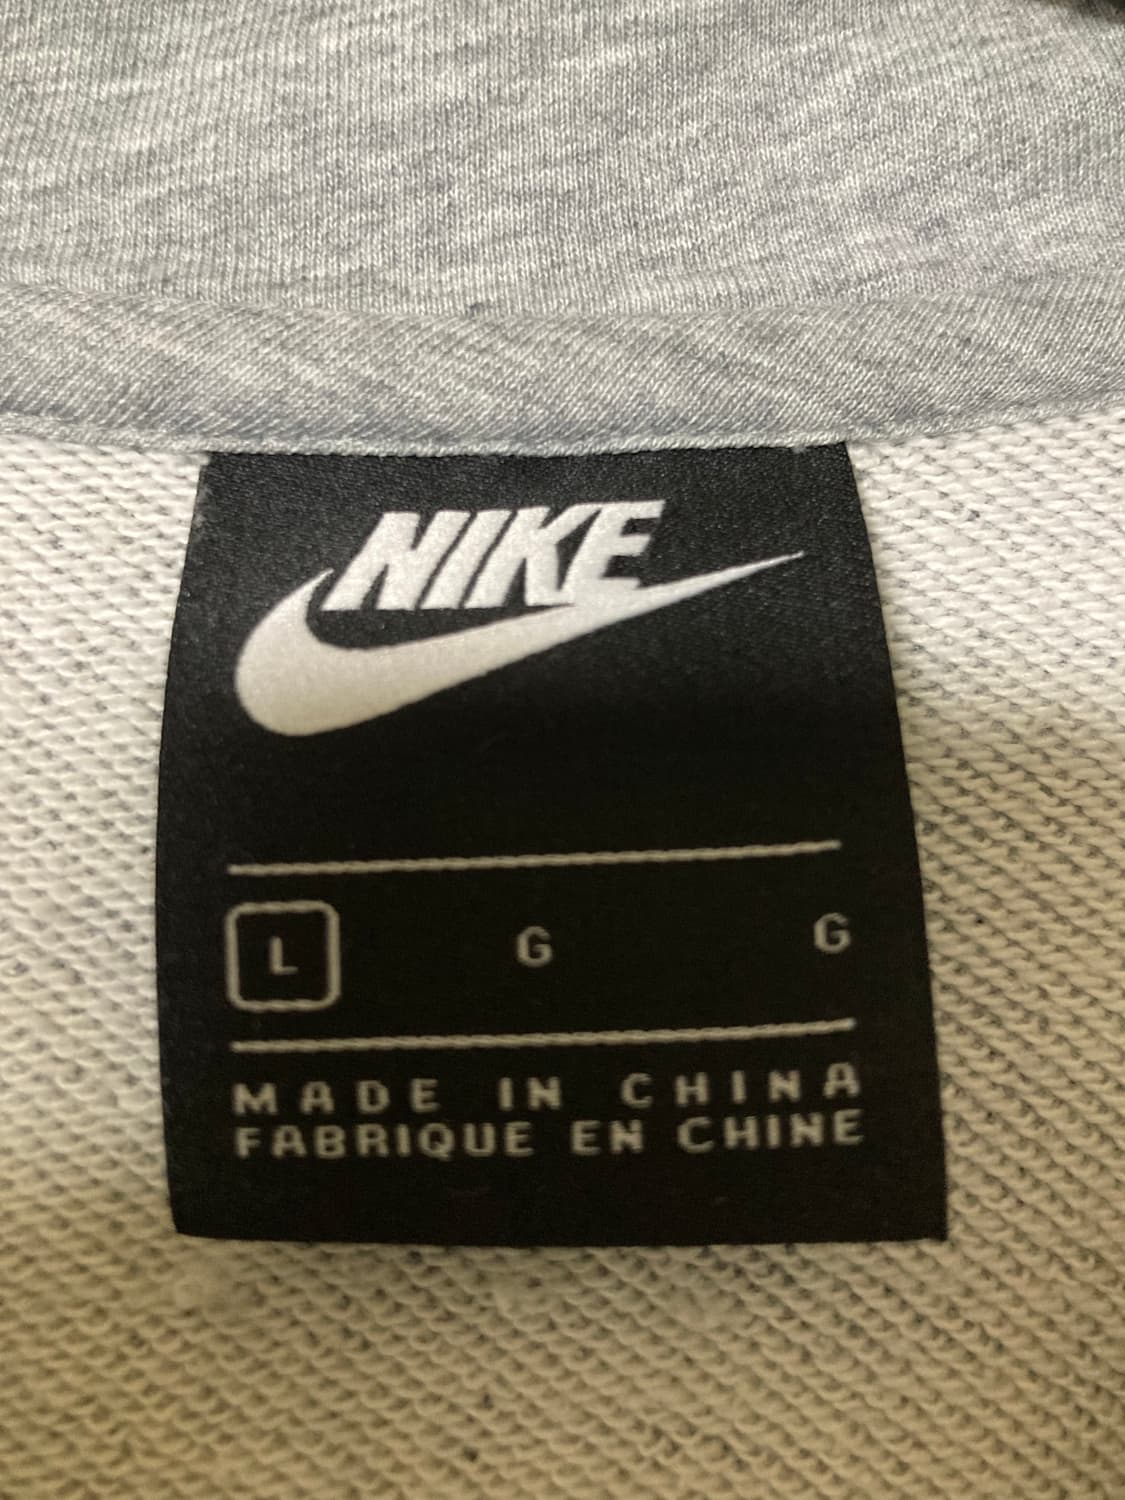 NIKE
L G G
MADE IN CHINA
FABRIQUE EN CHINE